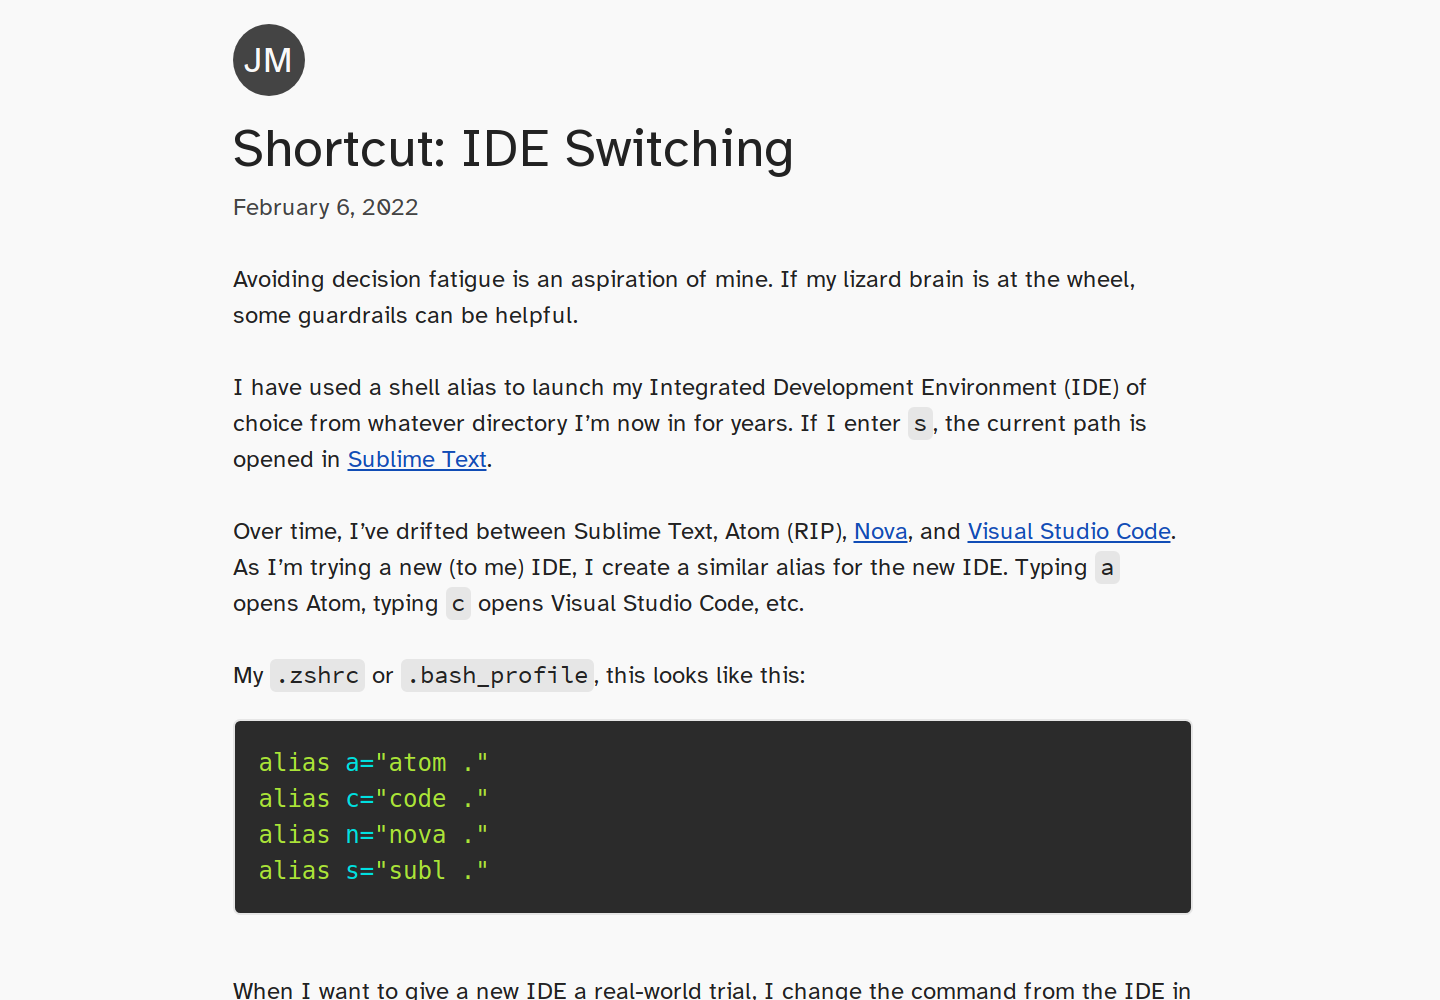 JM
Shortcut: IDE Switching
February 6, 2022
Avoiding decision fatigue is an aspiration of mine. If my lizard brain is at the wheel,
some guardrails can be helpful.
I have used a shell alias to launch my Integrated Development Environment (IDE) of
choice from whatever directory I’m now in for years. If I enter s, the current path is
opened in Sublime Text.
Over time, I’ve drifted between Sublime Text, Atom (RIP), Nova, and Visual Studio Code.
As I’m trying a new (to me) IDE, I create a similar alias for the new IDE. Typing a
opens Atom, typing c opens Visual Studio Code, etc.
My .zshrc or .bash_profile, this looks like this:
alias a="atom ."
alias c="code ."
alias n="nova ."
alias s="subl ."
When I want to give a new IDE a real-world trial, I change the command from the IDE in